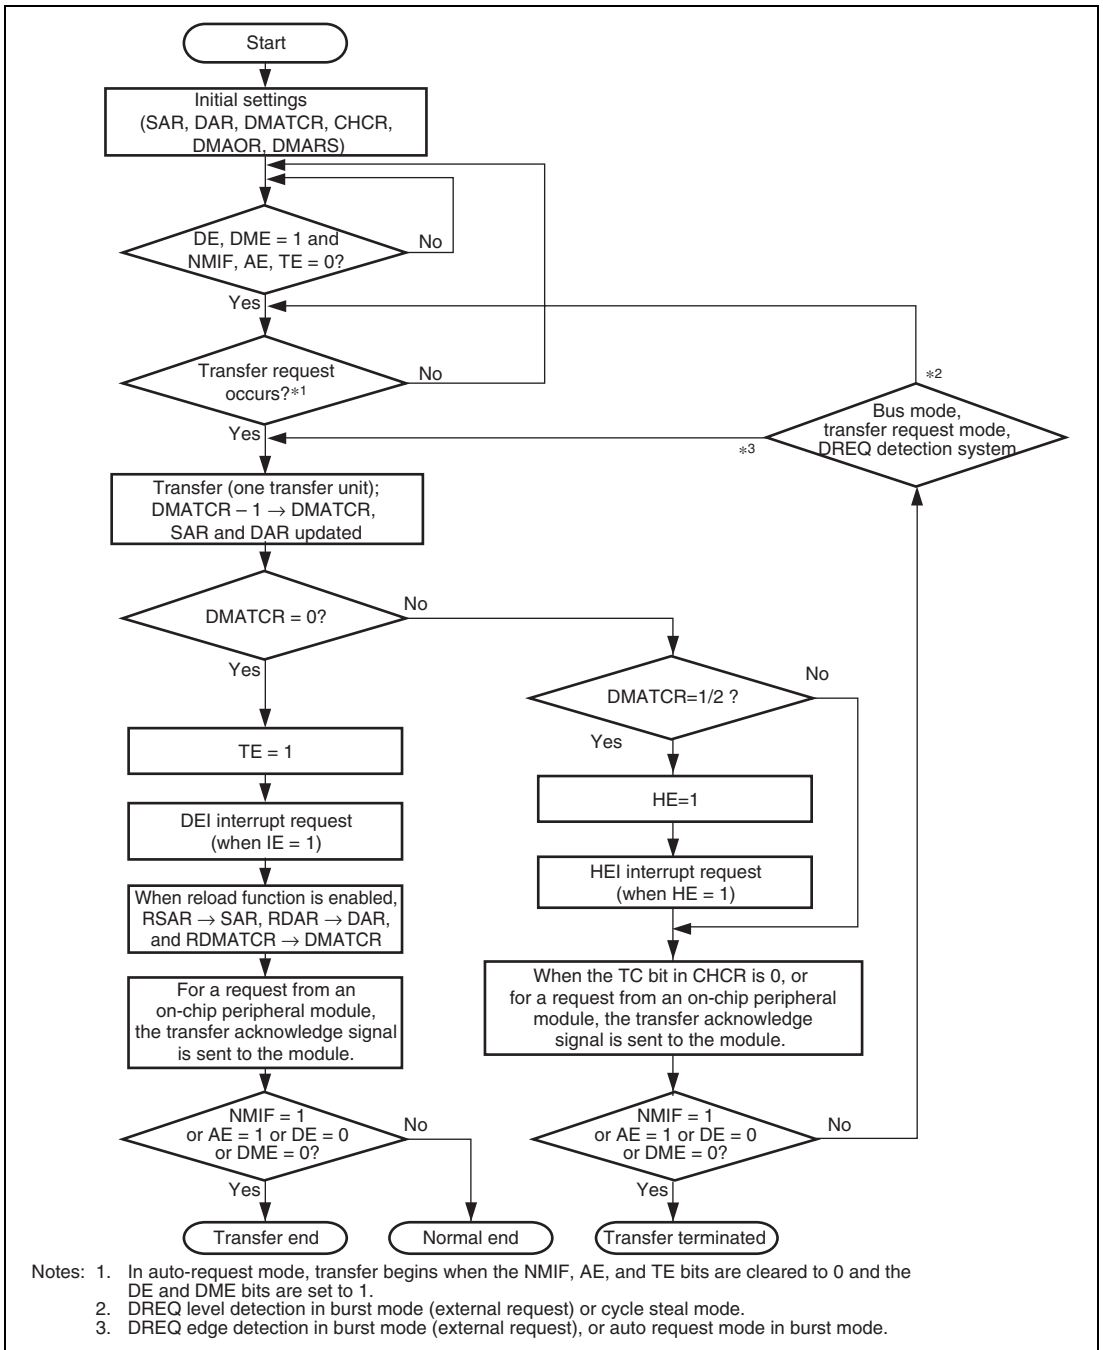 Start
Initial settings
(SAR, DAR, DMATCR, CHCR,
DMAOR, DMARS)
DE, DME = 1 and
NMIF, AE, TE = 0?
No
Yes
Transfer request
occurs?*1
No
Yes
*2
Bus mode,
transfer request mode,
DREQ detection system
*3
Transfer (one transfer unit);
DMATCR – 1 → DMATCR,
SAR and DAR updated
DMATCR = 0?
No
Yes
DMATCR=1/2 ?
No
Yes
TE = 1
HE=1
DEI interrupt request
(when IE = 1)
HEI interrupt request
(when HE = 1)
When reload function is enabled,
RSAR → SAR, RDAR → DAR,
and RDMATCR → DMATCR
When the TC bit in CHCR is 0, or
for a request from an on-chip peripheral
module, the transfer acknowledge
signal is sent to the module.
For a request from an
on-chip peripheral module,
the transfer acknowledge signal
is sent to the module.
NMIF = 1
or AE = 1 or DE = 0
or DME = 0?
No
Yes
NMIF = 1
or AE = 1 or DE = 0
or DME = 0?
No
Yes
Transfer end
Normal end
Transfer terminated
Notes: 1. In auto-request mode, transfer begins when the NMIF, AE, and TE bits are cleared to 0 and the
DE and DME bits are set to 1.
2. DREQ level detection in burst mode (external request) or cycle steal mode.
3. DREQ edge detection in burst mode (external request), or auto request mode in burst mode.